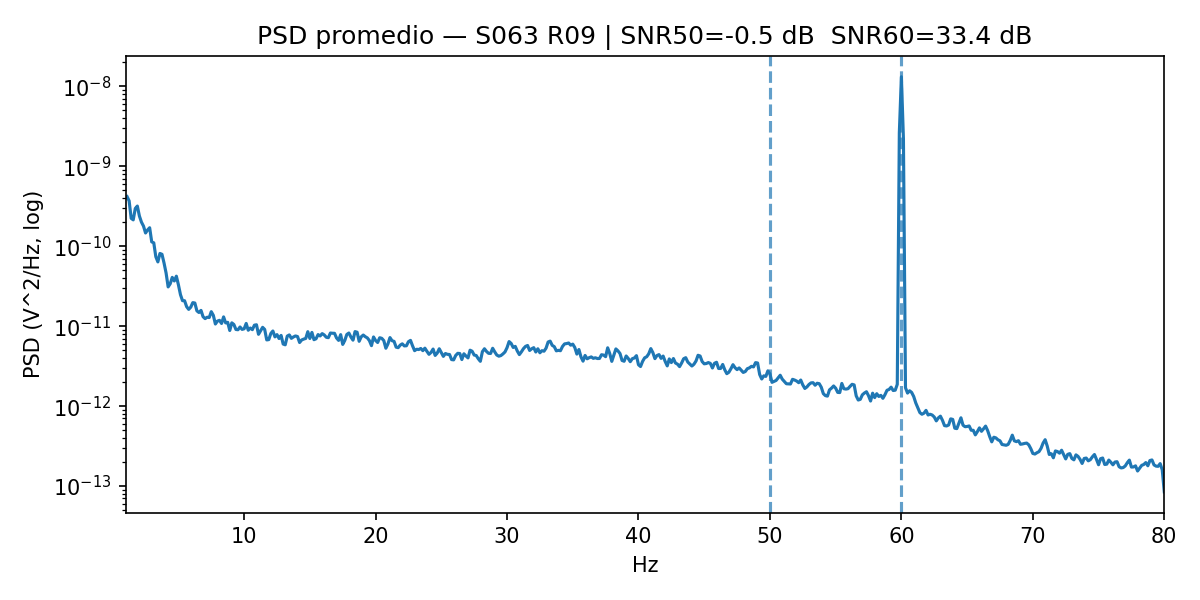 PSD promedio — S063 R09 | SNR50=-0.5 dB  SNR60=33.4 dB
PSD (V^2/Hz, log)
10⁻⁸
10⁻⁹
10⁻¹⁰
10⁻¹¹
10⁻¹²
10⁻¹³
10 20 30 40 50 60 70 80
Hz